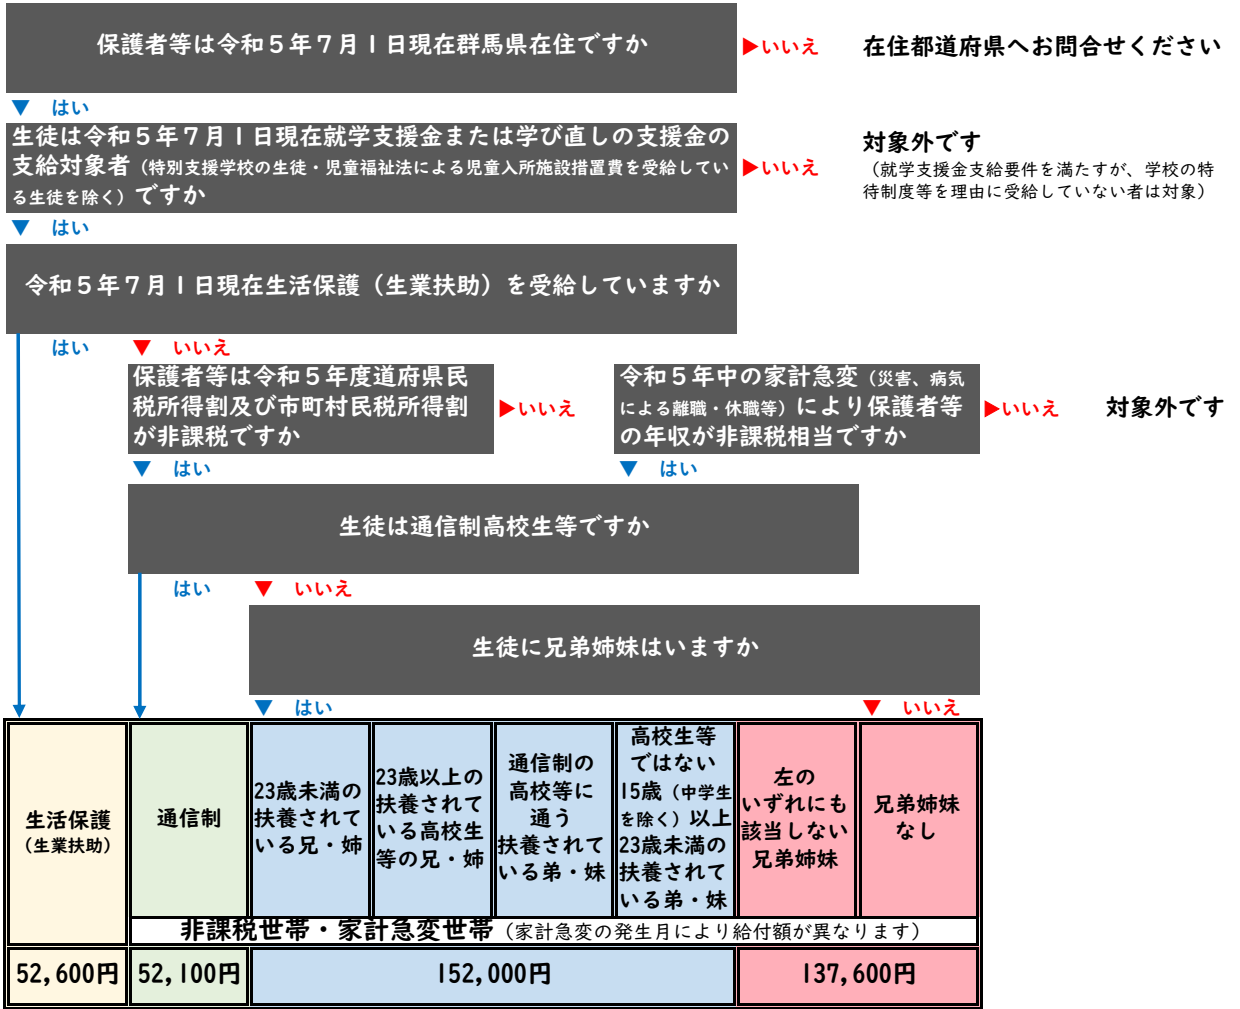 保護者等は令和５年７月１日現在群馬県在住ですか
▶いいえ
在住都道府県へお問合せください
▼ はい
生徒は令和５年７月１日現在就学支援金または学び直しの支援金の
支給対象者（特別支援学校の生徒・児童福祉法による児童入所施設措置費を受給してい
る生徒を除く）ですか
▶いいえ
対象外です
（就学支援金支給要件を満たすが、学校の特
待制度等を理由に受給していない者は対象）
▼ はい
令和５年７月１日現在生活保護（生業扶助）を受給していますか
はい
▼ いいえ
保護者等は令和５年度道府県民
税所得割及び市町村民税所得割
が非課税ですか
▶いいえ
令和５年中の家計急変（災害、病気
による離職・休職等）により保護者等
の年収が非課税相当ですか
▶いいえ
対象外です
▼ はい
▼ はい
生徒は通信制高校生等ですか
はい
▼ いいえ
生徒に兄弟姉妹はいますか
▼ はい
▼ いいえ
生活保護
（生業扶助）
通信制
23歳未満の
扶養されて
いる兄・姉
23歳以上の
扶養されて
いる高校生
等の兄・姉
通信制の
高校等に
通う
扶養されて
いる弟・妹
高校生等
ではない
15歳（中学生
を除く）以上
23歳未満の
扶養されて
いる弟・妹
左の
いずれにも
該当しない
兄弟姉妹
兄弟姉妹
なし
非課税世帯・家計急変世帯（家計急変の発生月により給付額が異なります）
52,600円
52,100円
152,000円
137,600円